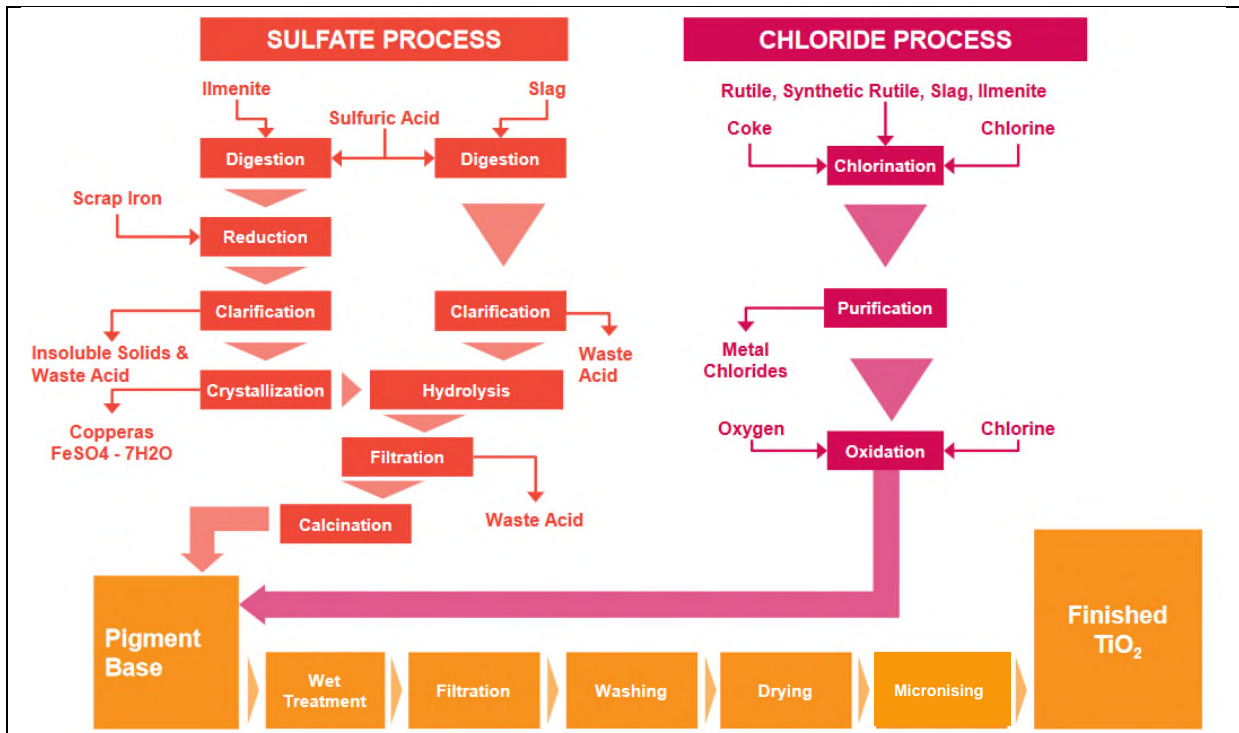 SULFATE PROCESS
Ilmenite
Slag
Sulfuric Acid
Digestion
Digestion
Scrap Iron
Reduction
Clarification
Clarification
Insoluble Solids &
Waste Acid
Waste
Acid
Crystallization
Hydrolysis
Copperas
FeSO4 - 7H2O
Filtration
Waste Acid
Calcination
CHLORIDE PROCESS
Rutile, Synthetic Rutile, Slag, Ilmenite
Coke
Chlorine
Chlorination
Purification
Metal
Chlorides
Oxygen
Chlorine
Oxidation
Pigment
Base
Wet
Treatment
Filtration
Washing
Drying
Micronising
Finished
TiO₂